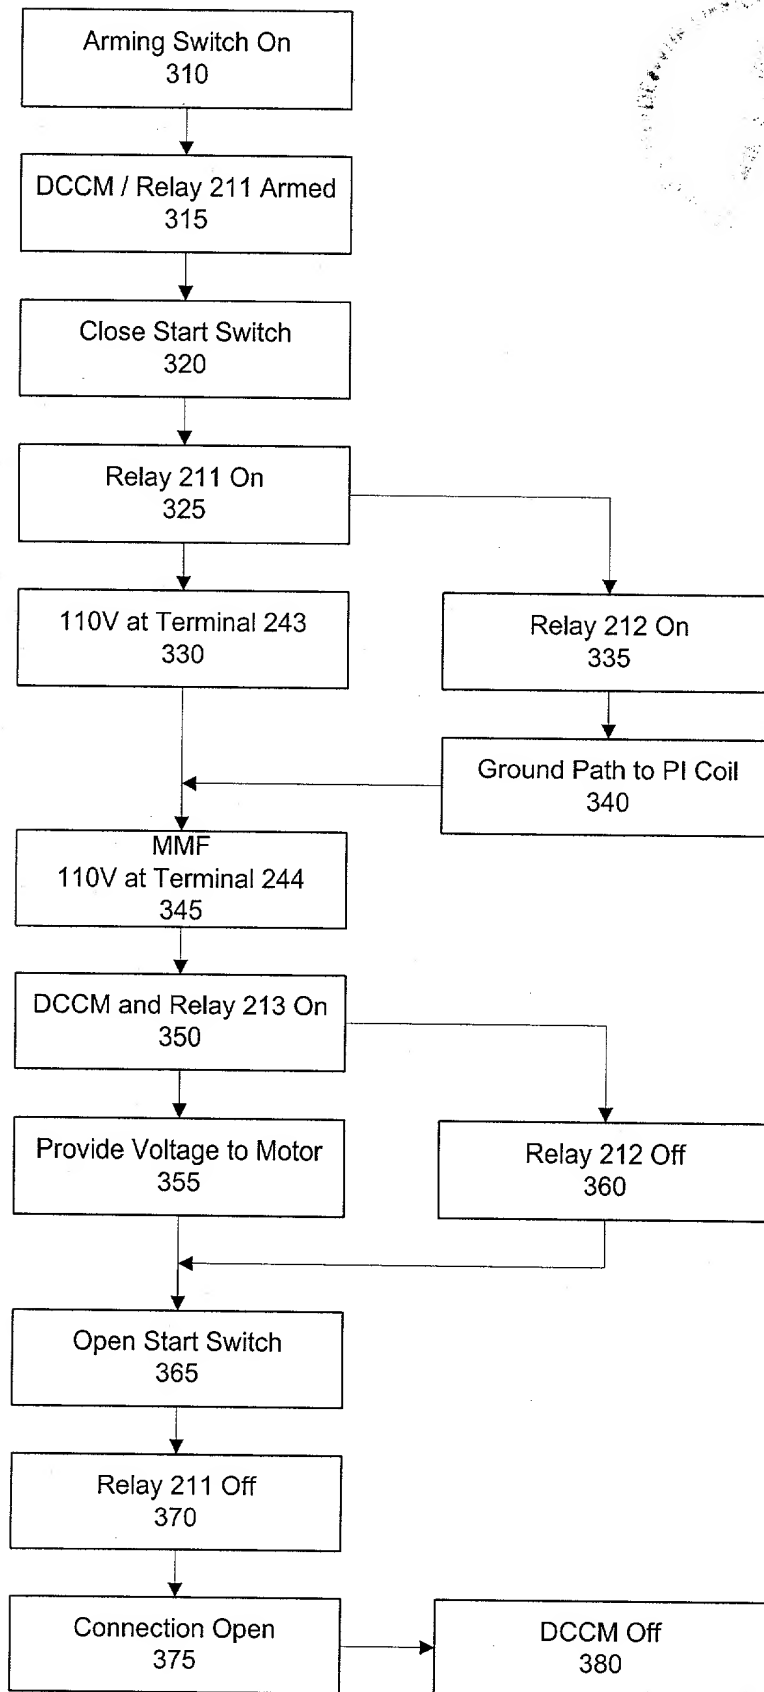 Arming Switch On
310
DCCM / Relay 211 Armed
315
Close Start Switch
320
Relay 211 On
325
110V at Terminal 243
330
Relay 212 On
335
Ground Path to PI Coil
340
MMF
110V at Terminal 244
345
DCCM and Relay 213 On
350
Provide Voltage to Motor
355
Relay 212 Off
360
Open Start Switch
365
Relay 211 Off
370
Connection Open
375
DCCM Off
380